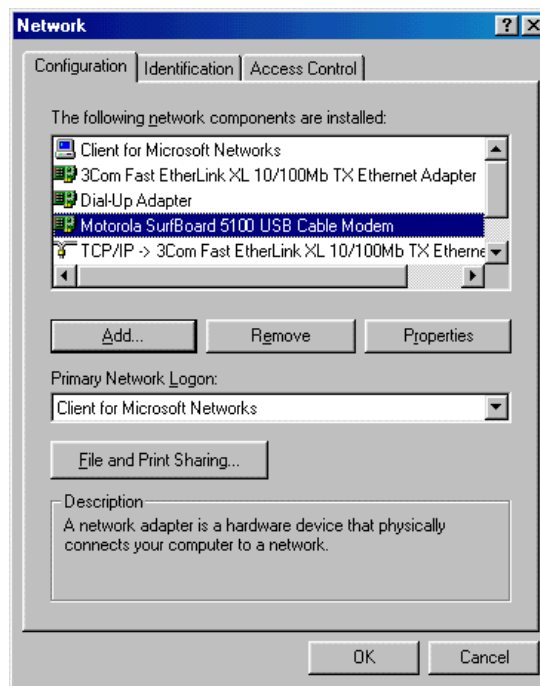 Network
Configuration Identification Access Control
The following network components are installed:
Client for Microsoft Networks
3Com Fast EtherLink XL 10/100Mb TX Ethernet Adapter
Dial-Up Adapter
Motorola SurfBoard 5100 USB Cable Modem
TCP/IP -> 3Com Fast EtherLink XL 10/100Mb TX Etherne
Add... Remove Properties
Primary Network Logon:
Client for Microsoft Networks
File and Print Sharing...
Description
A network adapter is a hardware device that physically
connects your computer to a network.
OK Cancel